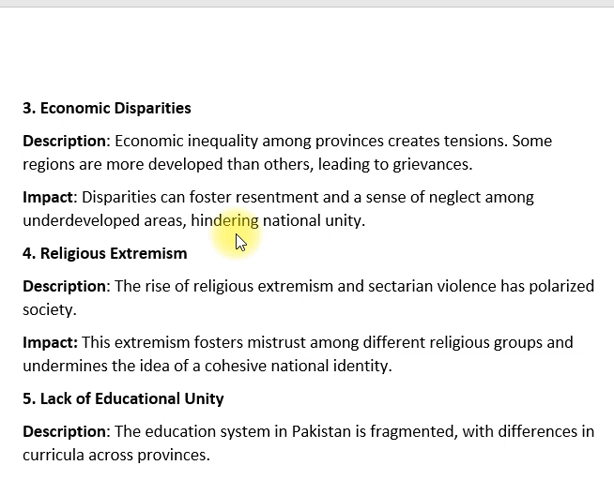 3. Economic Disparities
Description: Economic inequality among provinces creates tensions. Some
regions are more developed than others, leading to grievances.
Impact: Disparities can foster resentment and a sense of neglect among
underdeveloped areas, hindering national unity.
4. Religious Extremism
Description: The rise of religious extremism and sectarian violence has polarized
society.
Impact: This extremism fosters mistrust among different religious groups and
undermines the idea of a cohesive national identity.
5. Lack of Educational Unity
Description: The education system in Pakistan is fragmented, with differences in
curricula across provinces.